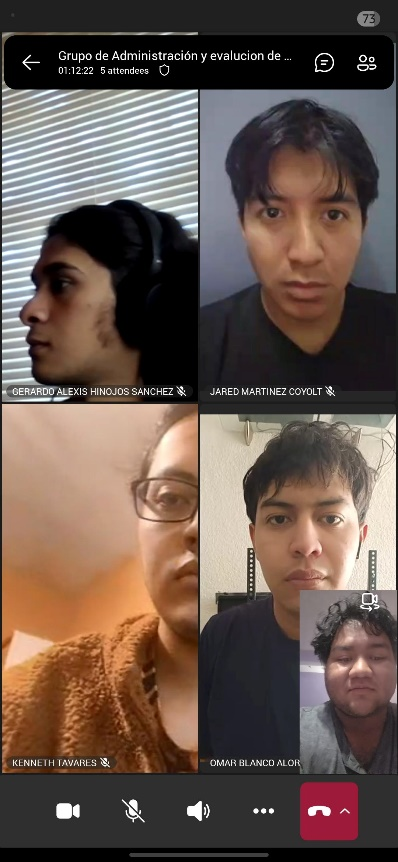 73
Grupo de Administración y evalucion de ...
01:12:22 5 attendees
GERARDO ALEXIS HINOJOS SANCHEZ
JARED MARTINEZ COYOLT
KENNETH TAVARES
OMAR BLANCO ALOR